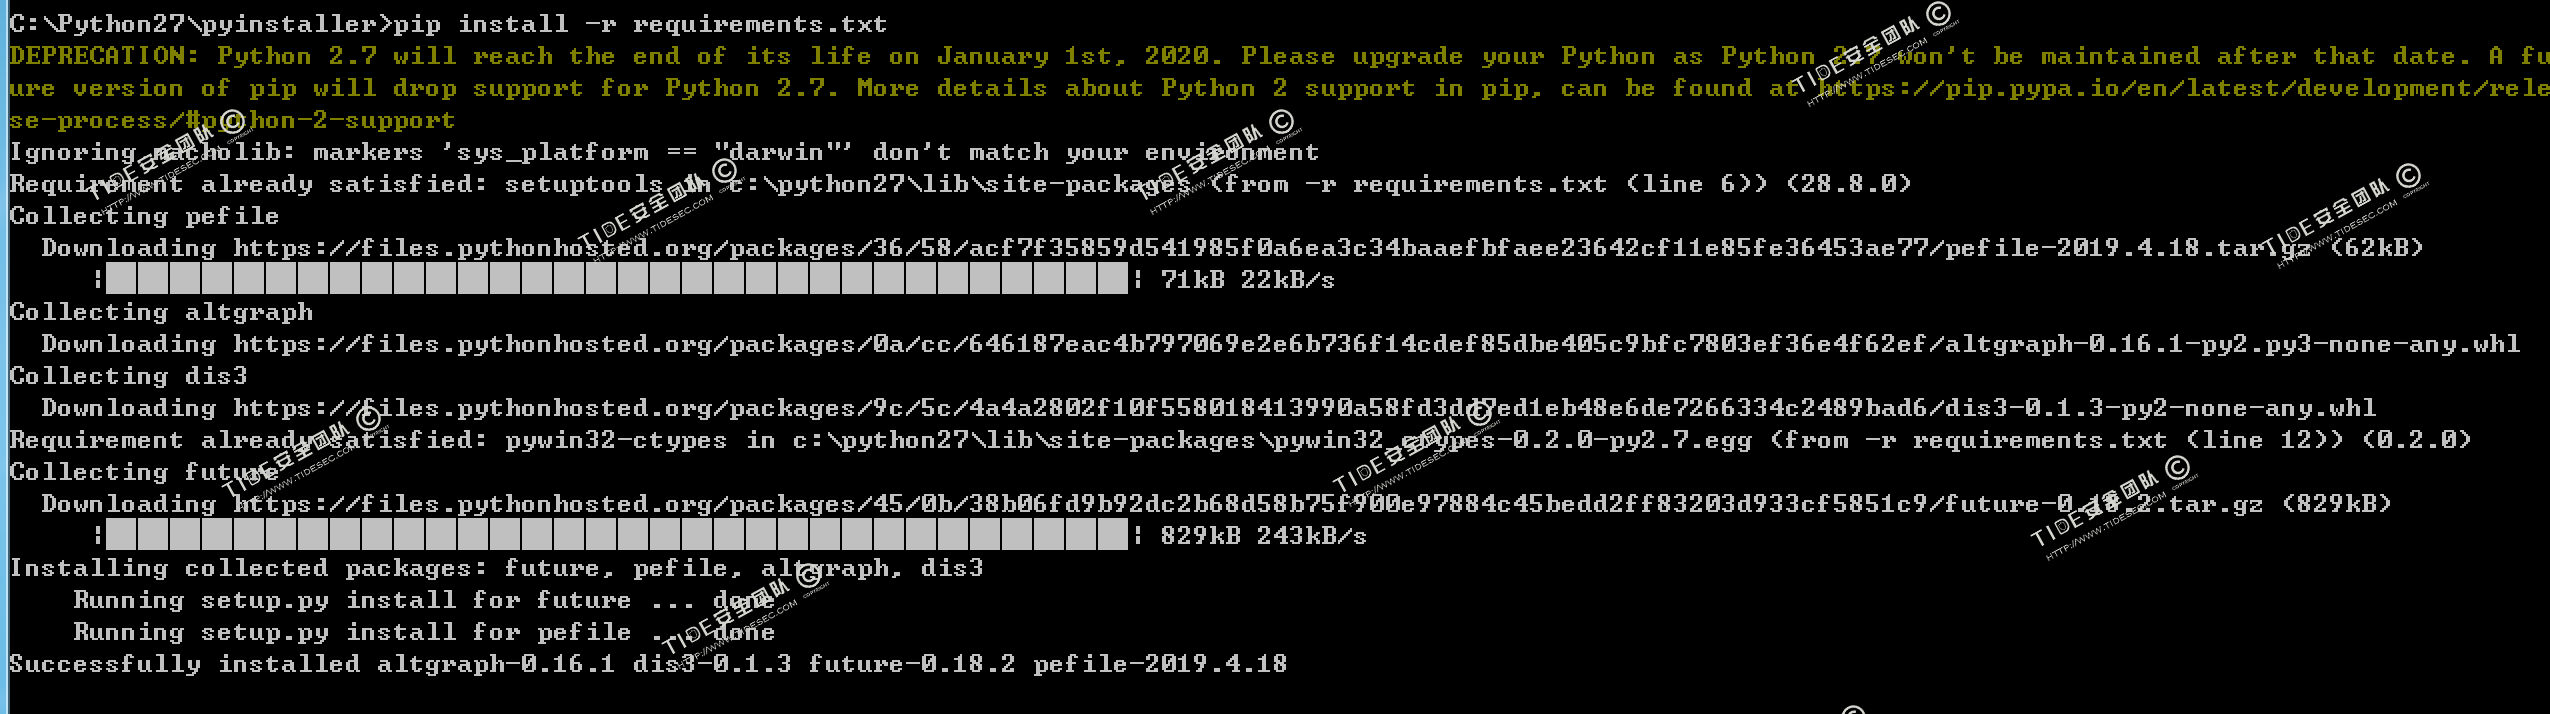 C:\Python27\pyinstaller>pip install -r requirements.txt
DEPRECATION: Python 2.7 will reach the end of its life on January 1st, 2020. Please upgrade your Python as Python 2.7 won't be maintained after that date. A fu
ure version of pip will drop support for Python 2.7. More details about Python 2 support in pip, can be found at https://pip.pypa.io/en/latest/development/rele
se-process/#python-2-support
Ignoring macholib: markers 'sys_platform == "darwin"' don't match your environment
Requirement already satisfied: setuptools in c:\python27\lib\site-packages (from -r requirements.txt (line 6)) (28.8.0)
Collecting pefile
Downloading https://files.pythonhosted.org/packages/36/58/acf7f35859d541985f0a6ea3c34baaefbfaee23642cf11e85fe36453ae77/pefile-2019.4.18.tar.gz (62kB)
|████████████████████████████████| 71kB 22kB/s
Collecting altgraph
Downloading https://files.pythonhosted.org/packages/0a/cc/646187eac4b797069e2e6b736f14cdef85dbe405c9bfc7803ef36e4f62ef/altgraph-0.16.1-py2.py3-none-any.whl
Collecting dis3
Downloading https://files.pythonhosted.org/packages/9c/5c/4a4a2802f10f558018413990a58fd3dd7ed1eb48e6de7266334c2489bad6/dis3-0.1.3-py2-none-any.whl
Requirement already satisfied: pywin32-ctypes in c:\python27\lib\site-packages\pywin32_ctypes-0.2.0-py2.7.egg (from -r requirements.txt (line 12)) (0.2.0)
Collecting future
Downloading https://files.pythonhosted.org/packages/45/0b/38b06fd9b92dc2b68d58b75f900e97884c45bedd2ff83203d933cf5851c9/future-0.18.2.tar.gz (829kB)
|████████████████████████████████| 829kB 243kB/s
Installing collected packages: future, pefile, altgraph, dis3
Running setup.py install for future ... done
Running setup.py install for pefile ... done
Successfully installed altgraph-0.16.1 dis3-0.1.3 future-0.18.2 pefile-2019.4.18
TIDE安全团队 © COPYRIGHT
HTTP://WWW.TIDESEC.COM